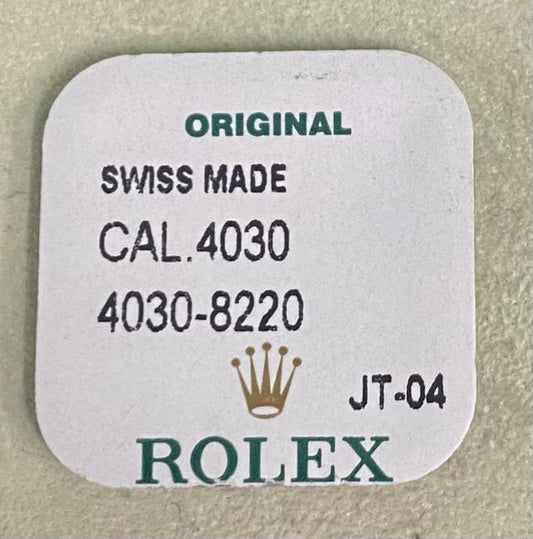 ORIGINAL
SWISS MADE
CAL.4030
4030-8220
JT-04
ROLEX